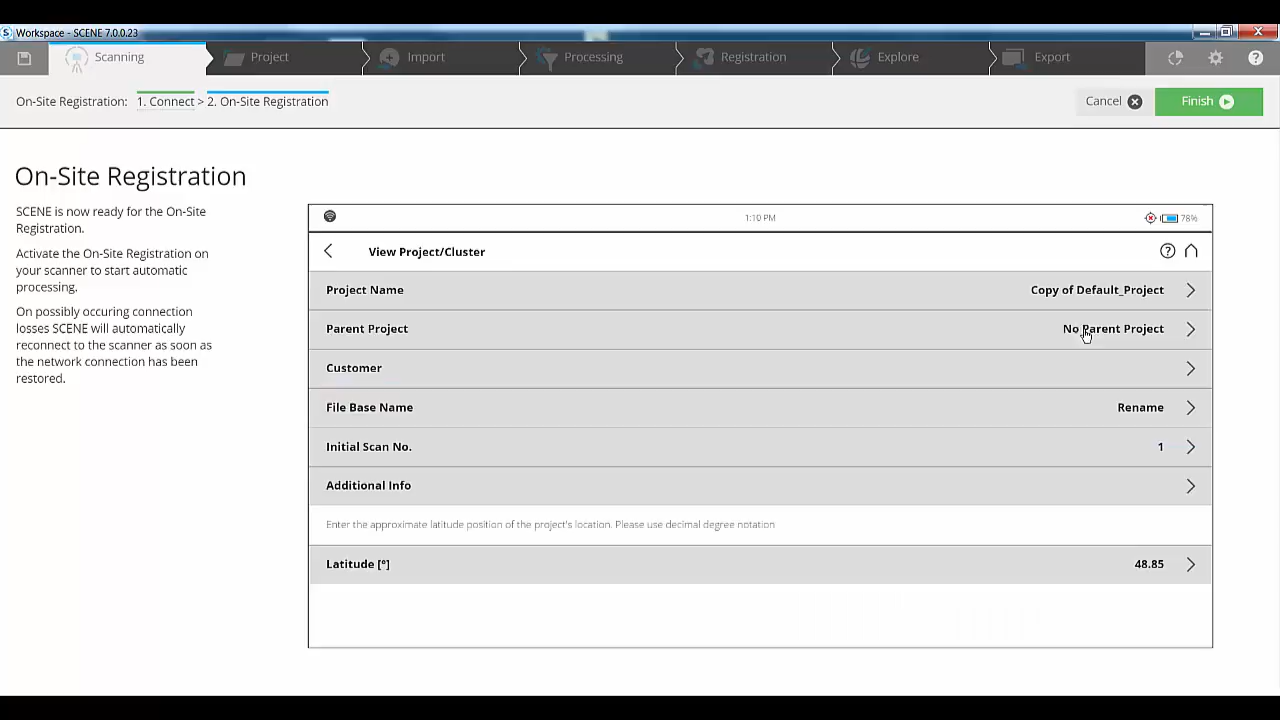 Workspace - SCENE 7.0.0.23
Scanning Project Import Processing Registration Explore Export
On-Site Registration: 1. Connect > 2. On-Site Registration Cancel Finish
On-Site Registration
SCENE is now ready for the On-Site
Registration.
Activate the On-Site Registration on
your scanner to start automatic
processing.
On possibly occuring connection
losses SCENE will automatically
reconnect to the scanner as soon as
the network connection has been
restored.
1:10 PM 78%
View Project/Cluster
Project Name Copy of Default_Project
Parent Project No Parent Project
Customer
File Base Name Rename
Initial Scan No. 1
Additional Info
Enter the approximate latitude position of the project's location. Please use decimal degree notation
Latitude [°] 48.85